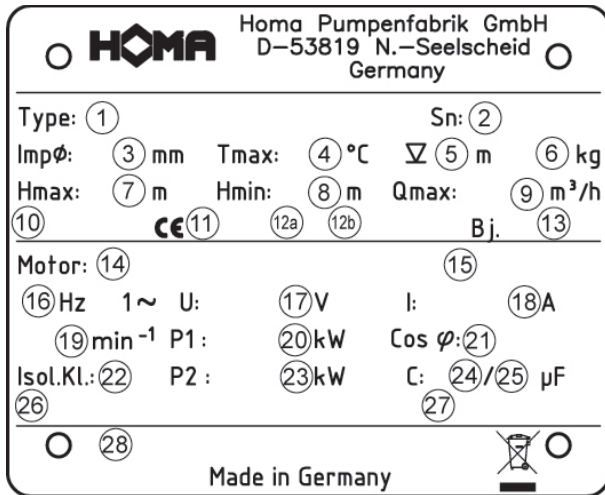 HOMA Homa Pumpenfabrik GmbH
D-53819 N.-Seelscheid
Germany
Type: 1 Sn: 2
ImpØ: 3 mm Tmax: 4 °C ∇ 5 m 6 kg
Hmax: 7 m Hmin: 8 m Qmax: 9 m³/h
10 CE 11 12a 12b Bj. 13
Motor: 14 15
16 Hz 1~ U: 17 V I: 18 A
19 min⁻¹ P1: 20 kW Cos φ: 21
Isol.Kl.: 22 P2: 23 kW C: 24/25 µF
26 27
28
Made in Germany